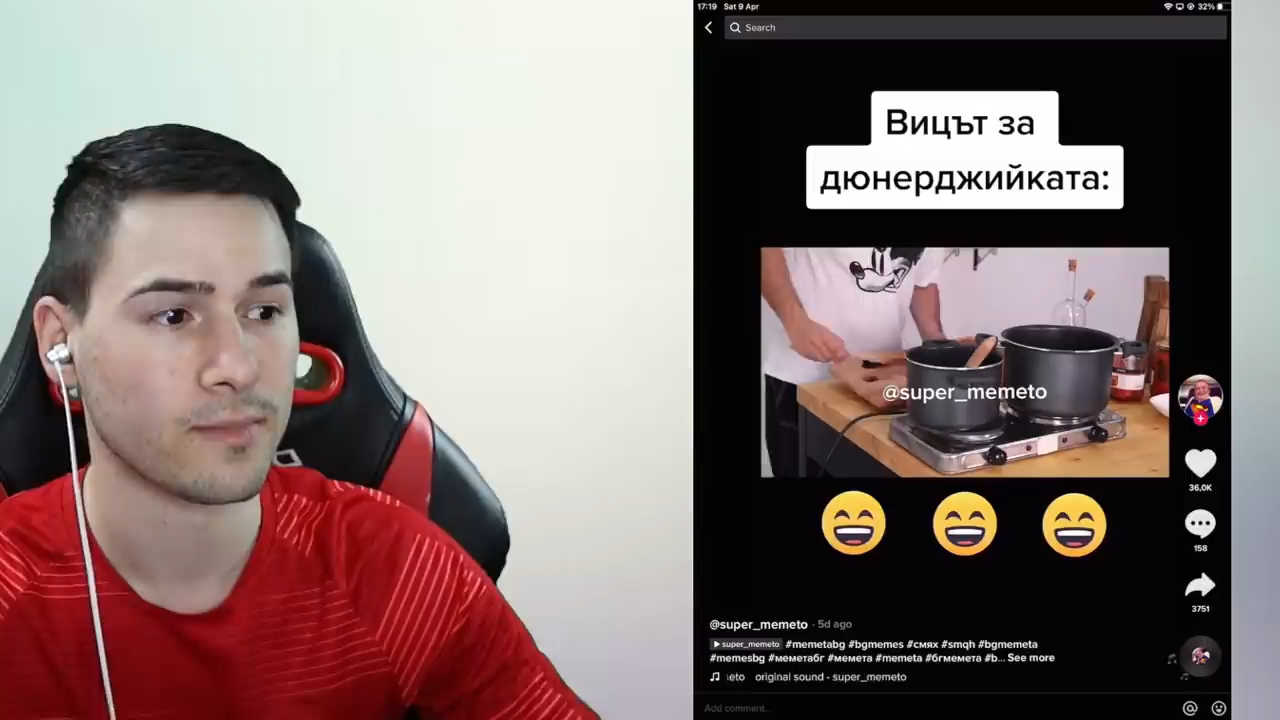 17:19 Sat 9 Apr
32%
Search
Вицът за
дюнерджийката:
@super_memeto
36,0K
158
3751
@super_memeto · 5d ago
super_memeto #memetabg #bgmemes #смях #smqh #bgmemeta
#memesbg #меметабг #мемета #memeta #бгмемета #b... See more
ıeto original sound - super_memeto
Add comment...